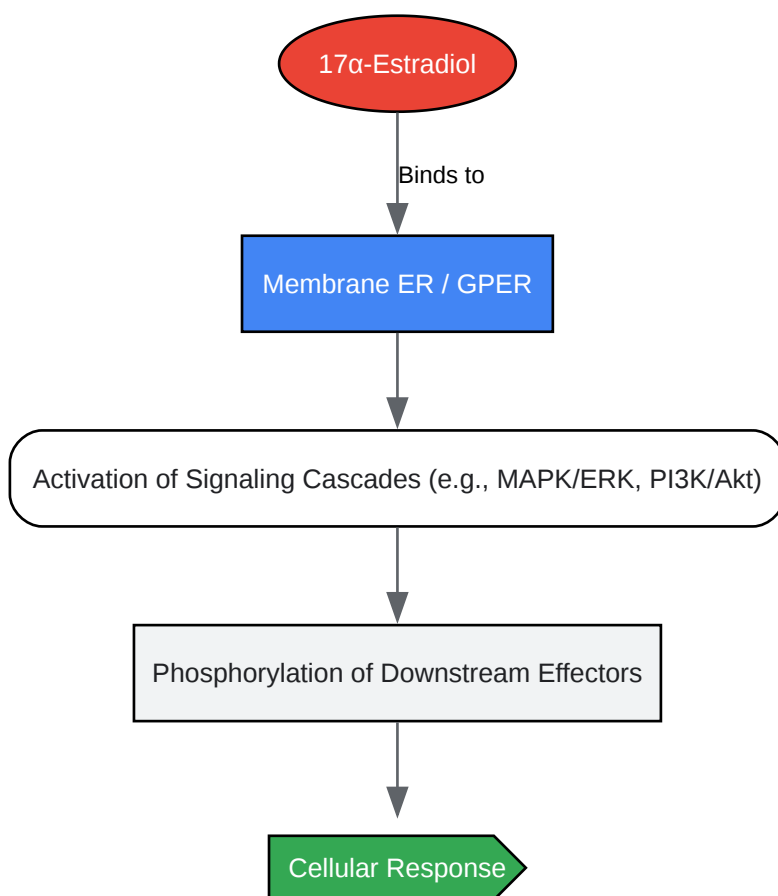 17α-Estradiol
Binds to
Membrane ER / GPER
Activation of Signaling Cascades (e.g., MAPK/ERK, PI3K/Akt)
Phosphorylation of Downstream Effectors
Cellular Response